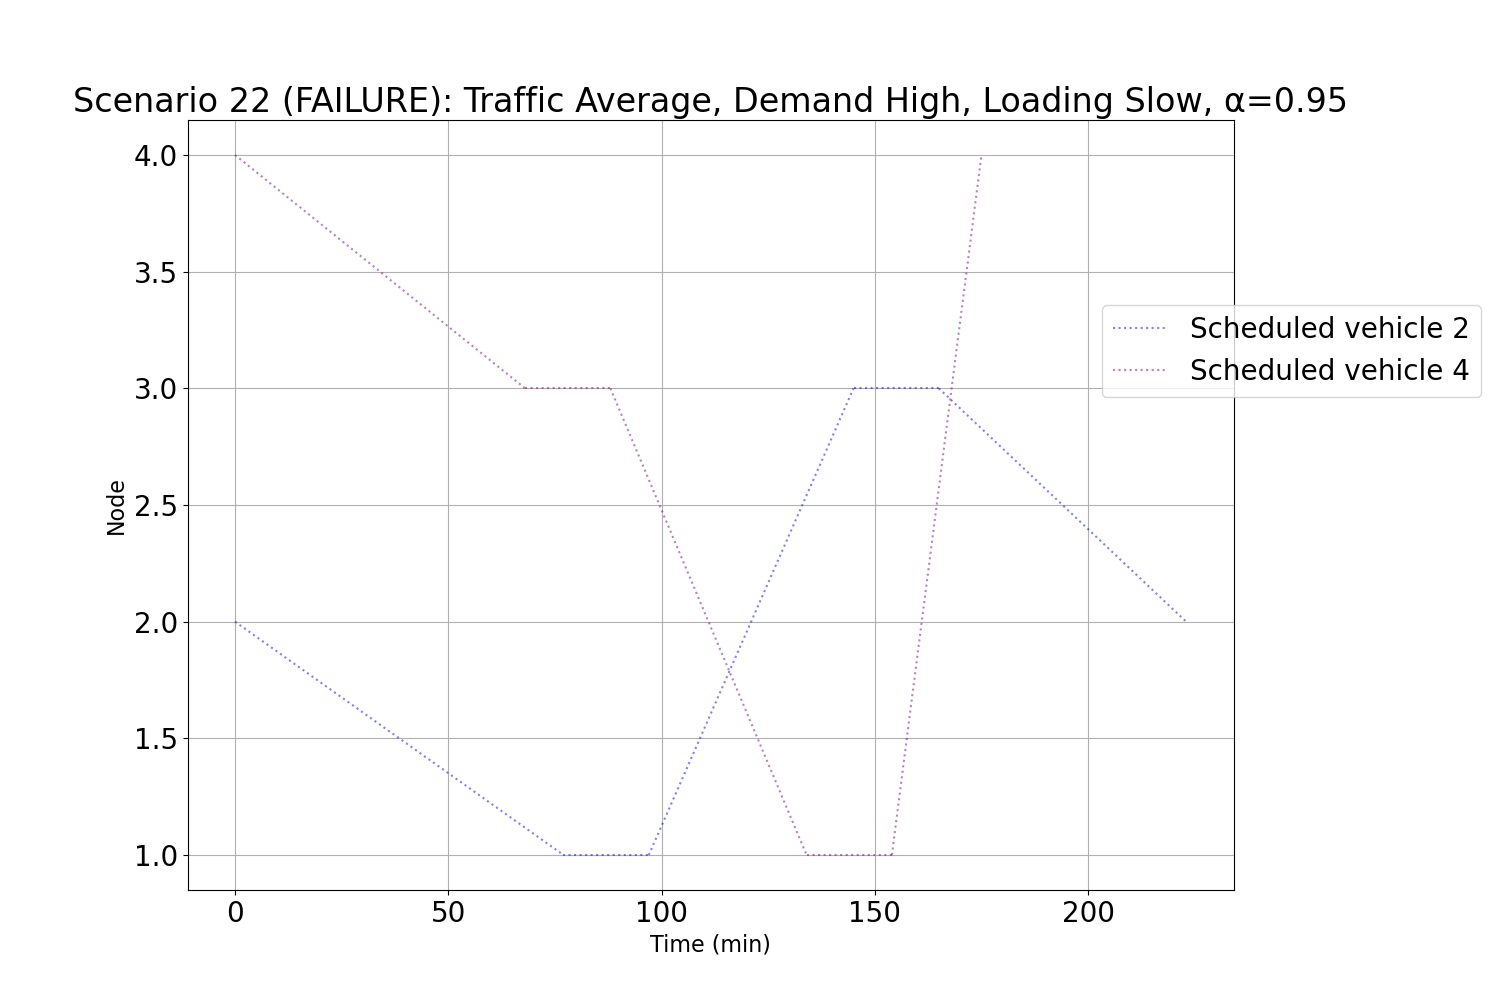 Scenario 22 (FAILURE): Traffic Average, Demand High, Loading Slow, α=0.95
4.0
3.5
3.0
2.5
2.0
1.5
1.0
Node
Scheduled vehicle 2
Scheduled vehicle 4
0 50 100 150 200
Time (min)